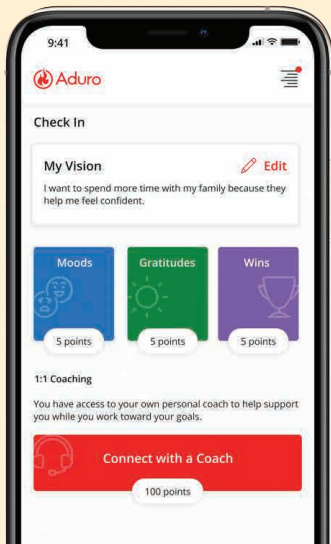 9:41
Aduro
Check In
My Vision
Edit
I want to spend more time with my family because they
help me feel confident.
Moods
Gratitudes
Wins
5 points
5 points
5 points
1:1 Coaching
You have access to your own personal coach to help support
you while you work toward your goals.
Connect with a Coach
100 points